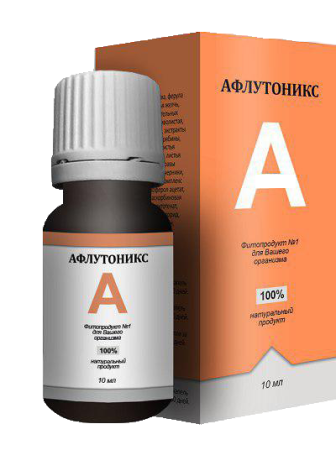 АФЛУТОНИКС
А
Фитопродукт №1
для Вашего
организма
100%
натуральный
продукт
10 мл
АФЛУТОНИКС
А
Фитопродукт №1
для Вашего
организма
100%
натуральный
продукт
10 мл